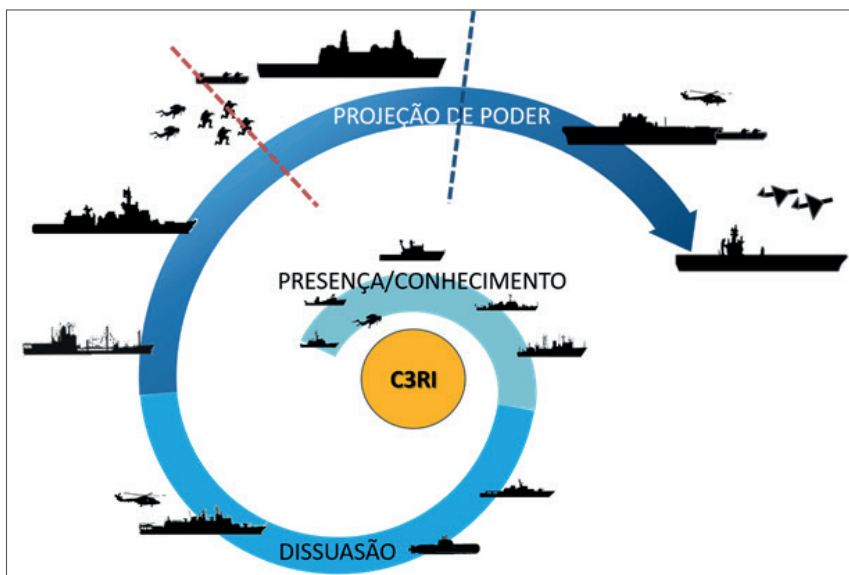 PROJEÇÃO DE PODER
PRESENÇA/CONHECIMENTO
C3RI
DISSUASÃO